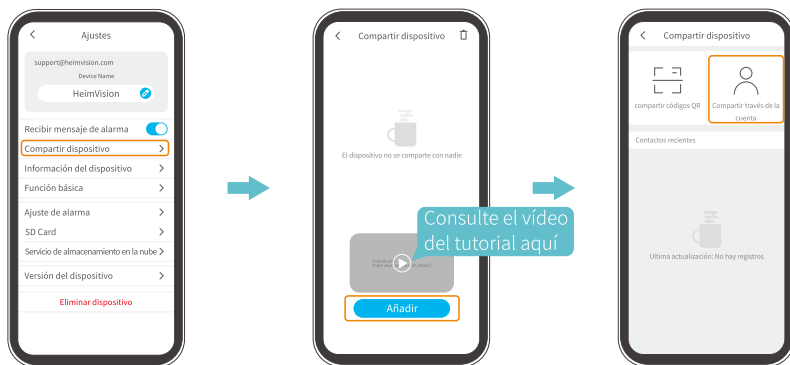 Ajustes
support@heimvision.com
Device Name
HeimVision
Recibir mensaje de alarma
Compartir dispositivo
Información del dispositivo
Función básica
Ajuste de alarma
SD Card
Servicio de almacenamiento en la nube
Versión del dispositivo
Eliminar dispositivo
Compartir dispositivo
El dispositivo no se comparte con nadie
Consulte el vídeo
del tutorial aquí
Añadir
Compartir dispositivo
compartir códigos QR
Compartir través de la
cuenta
Contactos recientes
Ultima actualización: No hay registros